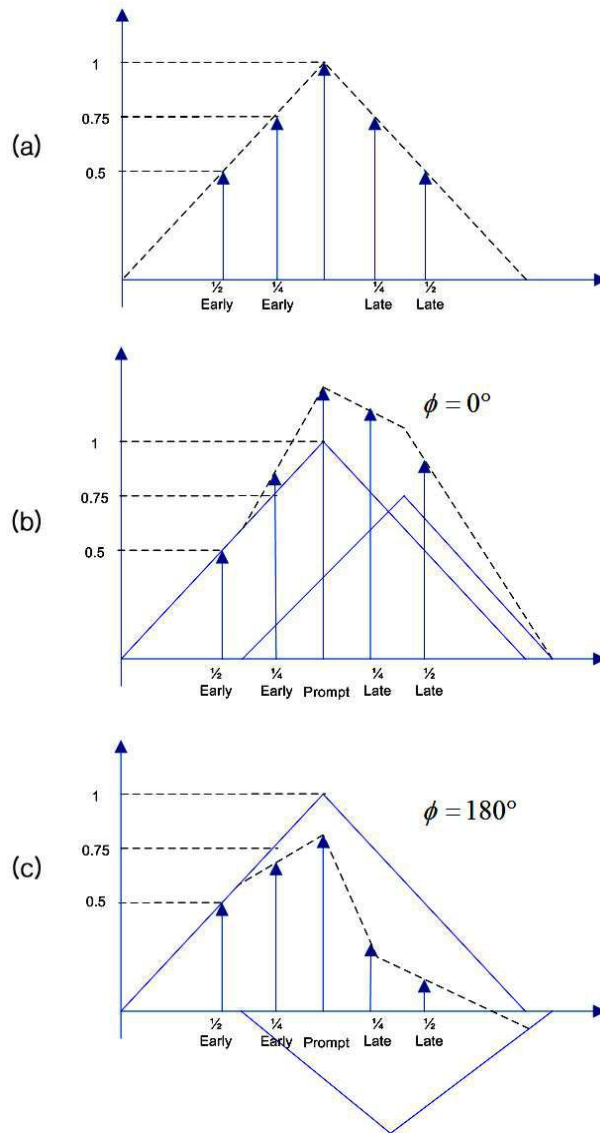 (a)
1
0.75
0.5
½ ¼ ¼ ½
Early Early Late Late
(b)
ϕ = 0°
1
0.75
0.5
½ ¼ ¼ ½
Early Early Prompt Late Late
(c)
ϕ = 180°
1
0.75
0.5
½ ¼ ¼ ½
Early Early Prompt Late Late